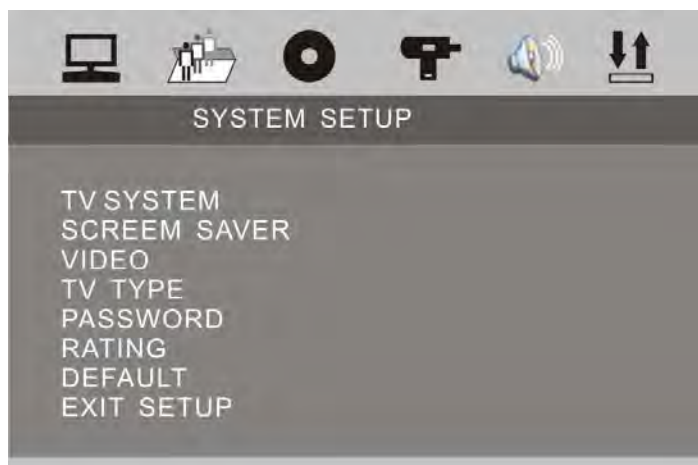 SYSTEM SETUP
TV SYSTEM
SCREEM SAVER
VIDEO
TV TYPE
PASSWORD
RATING
DEFAULT
EXIT SETUP